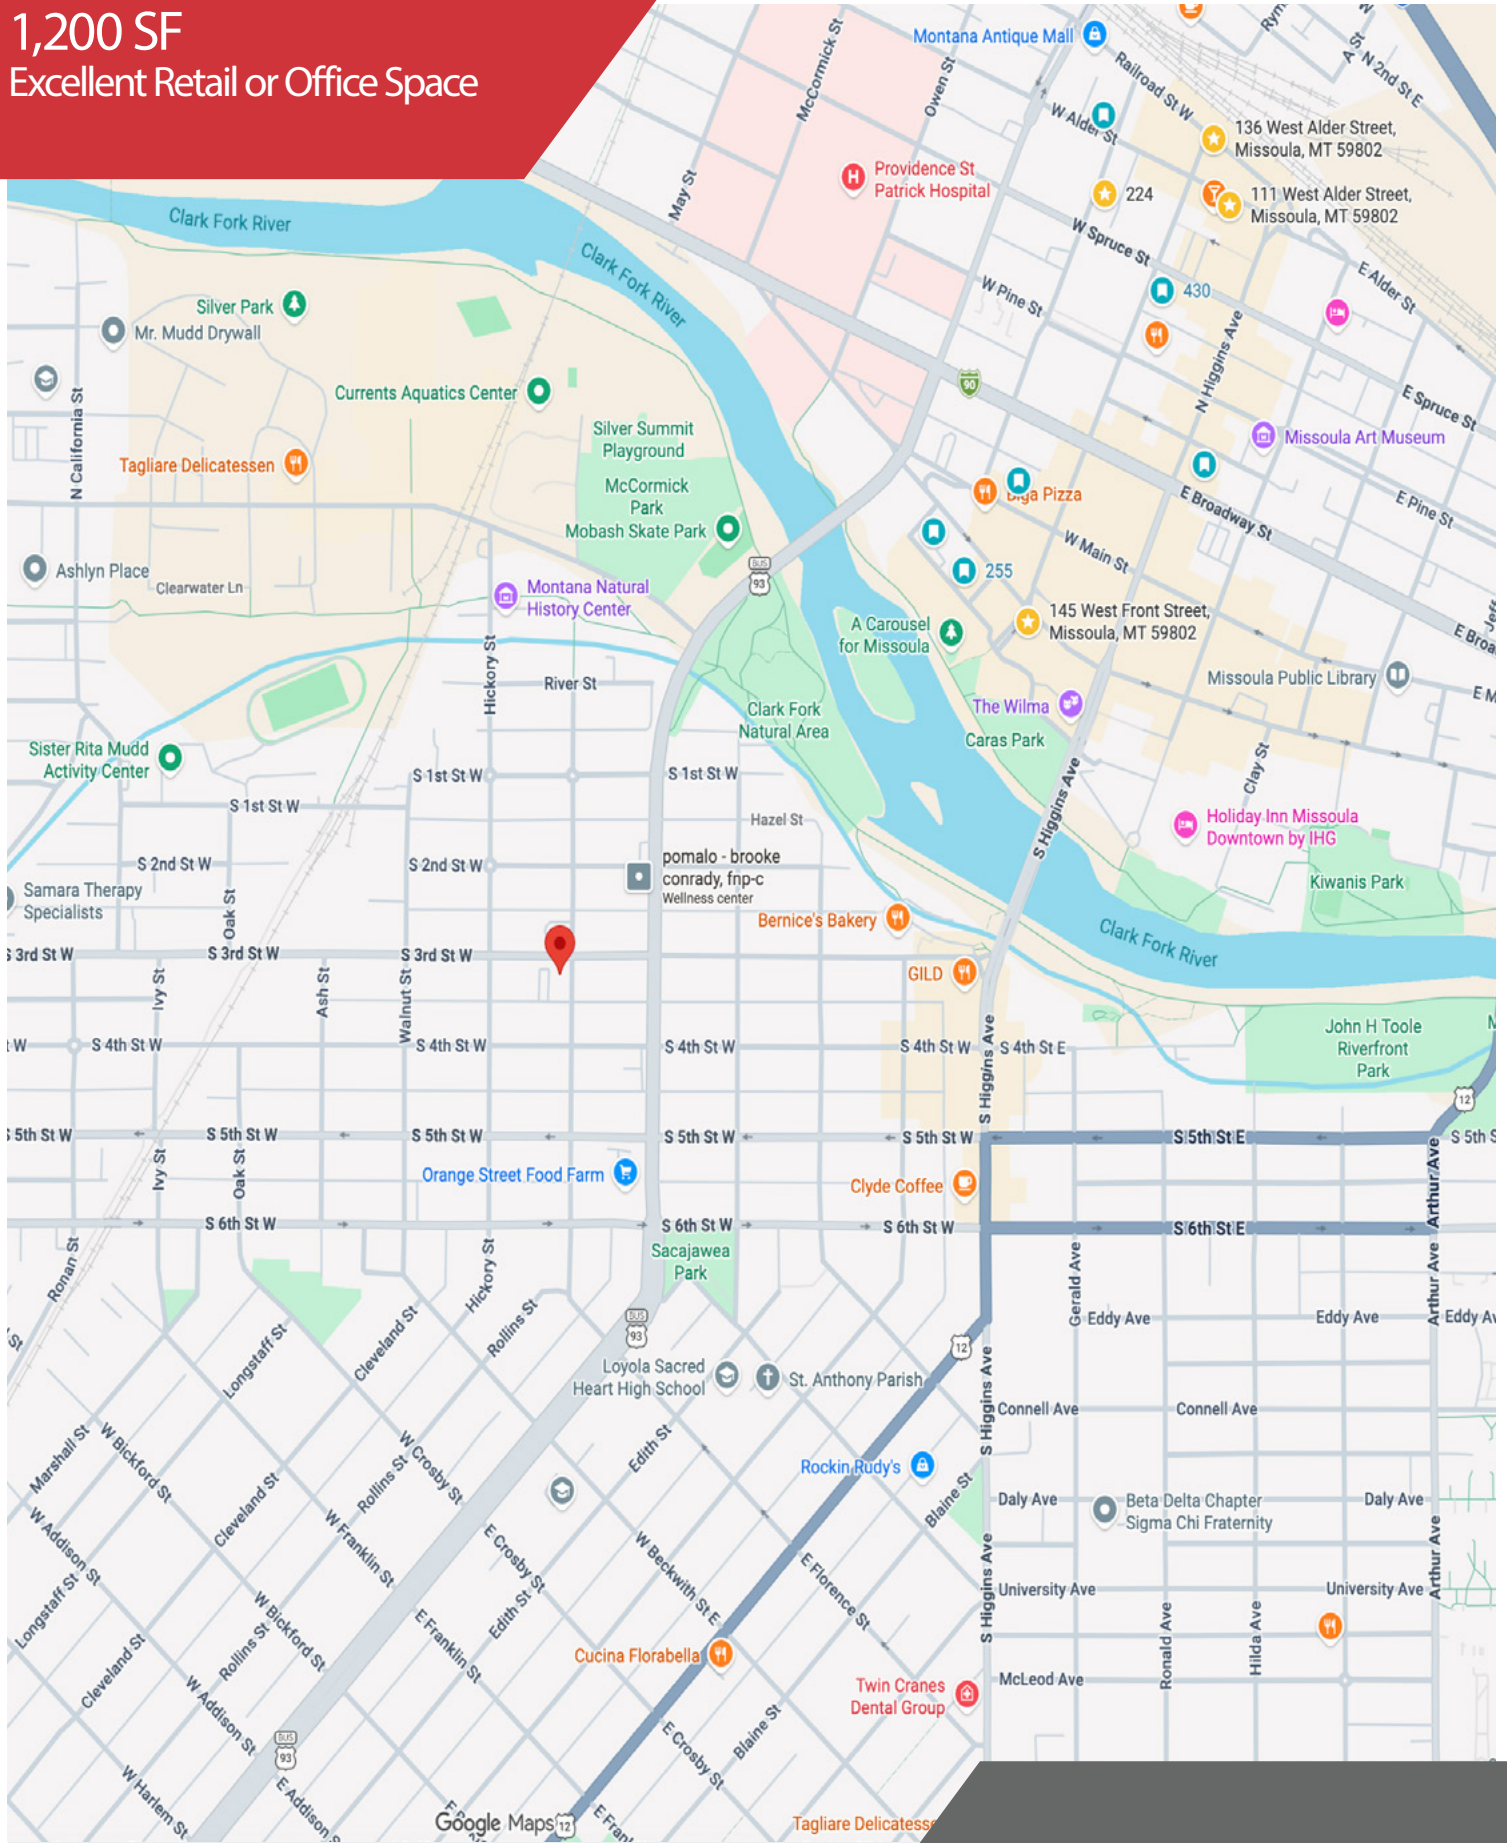 1,200 SF
Excellent Retail or Office Space
Montana Antique Mall
McCormick St
Owen St
Railroad St W
A St
N 2nd St E
W Alder St
136 West Alder Street,
Missoula, MT 59802
Providence St
Patrick Hospital
May St
224
111 West Alder Street,
Missoula, MT 59802
Clark Fork River
Clark Fork River
W Spruce St
E Alder St
W Pine St
430
Silver Park
Mr. Mudd Drywall
N Higgins Ave
90
Currents Aquatics Center
E Spruce St
N California St
Silver Summit
Playground
Missoula Art Museum
Tagliare Delicatessen
McCormick
Park
Mobash Skate Park
Biga Pizza
E Broadway St
E Pine St
W Main St
Ashlyn Place
Clearwater Ln
BUS
93
255
Montana Natural
History Center
A Carousel
for Missoula
145 West Front Street,
Missoula, MT 59802
Hickory St
River St
Missoula Public Library
The Wilma
Clark Fork
Natural Area
Caras Park
Sister Rita Mudd
Activity Center
S 1st St W
S 1st St W
S 1st St W
Clay St
S Higgins Ave
Hazel St
Holiday Inn Missoula
Downtown by IHG
S 2nd St W
S 2nd St W
pomalo - brooke
conrady, fnp-c
Wellness center
Kiwanis Park
Samara Therapy
Specialists
Oak St
Bernice's Bakery
Clark Fork River
S 3rd St W
S 3rd St W
S 3rd St W
GILD
Ivy St
Ash St
Walnut St
John H Toole
Riverfront
Park
S 4th St W
S 4th St W
S 4th St W
S 4th St W
S 4th St E
S Higgins Ave
12
S 5th St W
S 5th St W
S 5th St W
S 5th St W
S 5th St W
S 5th St E
S 5th S
Ivy St
Oak St
Orange Street Food Farm
Clyde Coffee
Arthur Ave
S 6th St W
S 6th St W
S 6th St W
S 6th St E
Ronan St
Hickory St
Sacajawea
Park
Gerald Ave
Arthur Ave
BUS
93
Eddy Ave
Eddy Ave
Eddy Av
Longstaff St
Cleveland St
Rollins St
12
Loyola Sacred
Heart High School
St. Anthony Parish
S Higgins Ave
Connell Ave
Connell Ave
Marshall St
W Bickford St
W Crosby St
Edith St
Rollins St
Rockin Rudy's
Cleveland St
Blaine St
Daly Ave
Daly Ave
Beta Delta Chapter
Sigma Chi Fraternity
W Addison St
W Franklin St
E Crosby St
W Beckwith St E
E Florence St
S Higgins Ave
Arthur Ave
University Ave
University Ave
Longstaff St
W Bickford St
Rollins St
E Franklin St
Edith St
Ronald Ave
Hilda Ave
Cucina Florabella
Cleveland St
W Addison St
Twin Cranes
Dental Group
McLeod Ave
E Crosby St
Blaine St
BUS
93
W Harlem St
E Addison S
Google Maps
12
E Fran
Tagliare Delicatesse